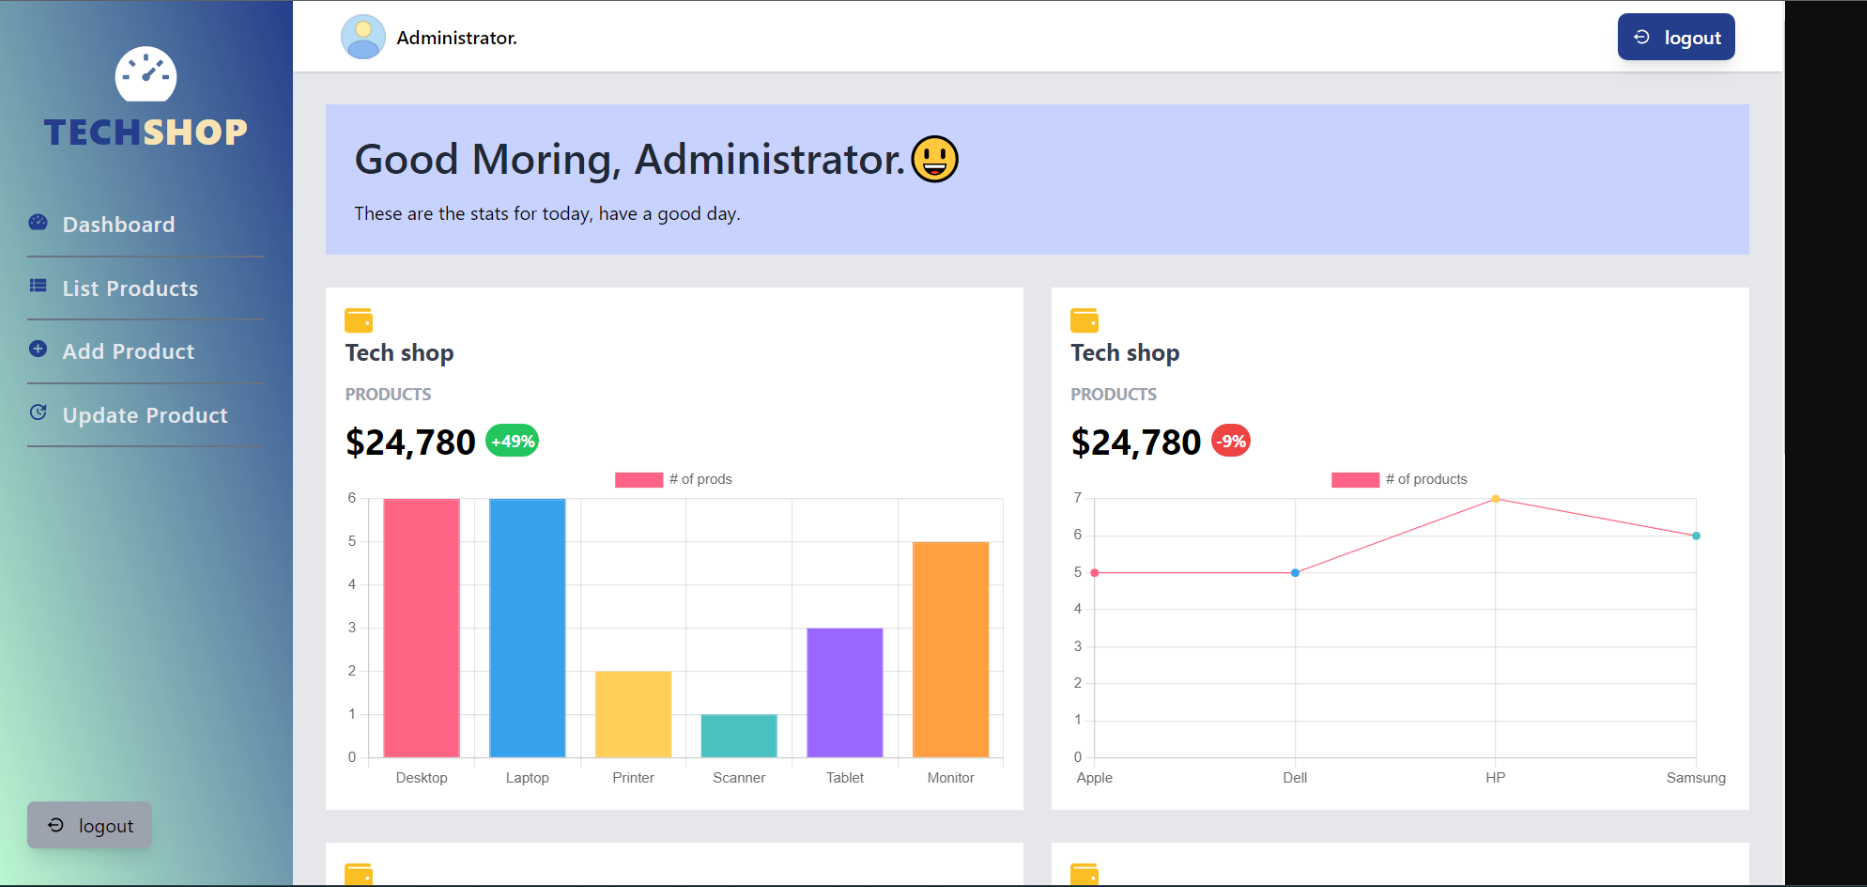 TECHSHOP
Dashboard
List Products
Add Product
Update Product
logout
Administrator.
logout
Good Moring, Administrator.
These are the stats for today, have a good day.
Tech shop
PRODUCTS
$24,780 +49%
# of prods
6
5
4
3
2
1
0
Desktop Laptop Printer Scanner Tablet Monitor
Tech shop
PRODUCTS
$24,780 -9%
# of products
7
6
5
4
3
2
1
0
Apple Dell HP Samsung